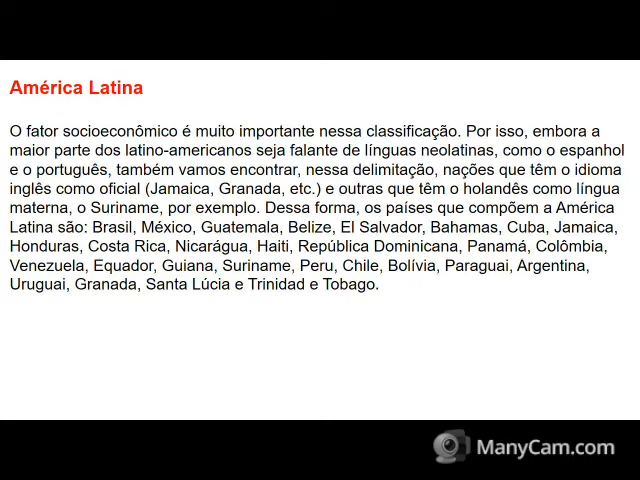 América Latina
O fator socioeconômico é muito importante nessa classificação. Por isso, embora a
maior parte dos latino-americanos seja falante de línguas neolatinas, como o espanhol
e o português, também vamos encontrar, nessa delimitação, nações que têm o idioma
inglês como oficial (Jamaica, Granada, etc.) e outras que têm o holandês como língua
materna, o Suriname, por exemplo. Dessa forma, os países que compõem a América
Latina são: Brasil, México, Guatemala, Belize, El Salvador, Bahamas, Cuba, Jamaica,
Honduras, Costa Rica, Nicarágua, Haiti, República Dominicana, Panamá, Colômbia,
Venezuela, Equador, Guiana, Suriname, Peru, Chile, Bolívia, Paraguai, Argentina,
Uruguai, Granada, Santa Lúcia e Trinidad e Tobago.
ManyCam.com